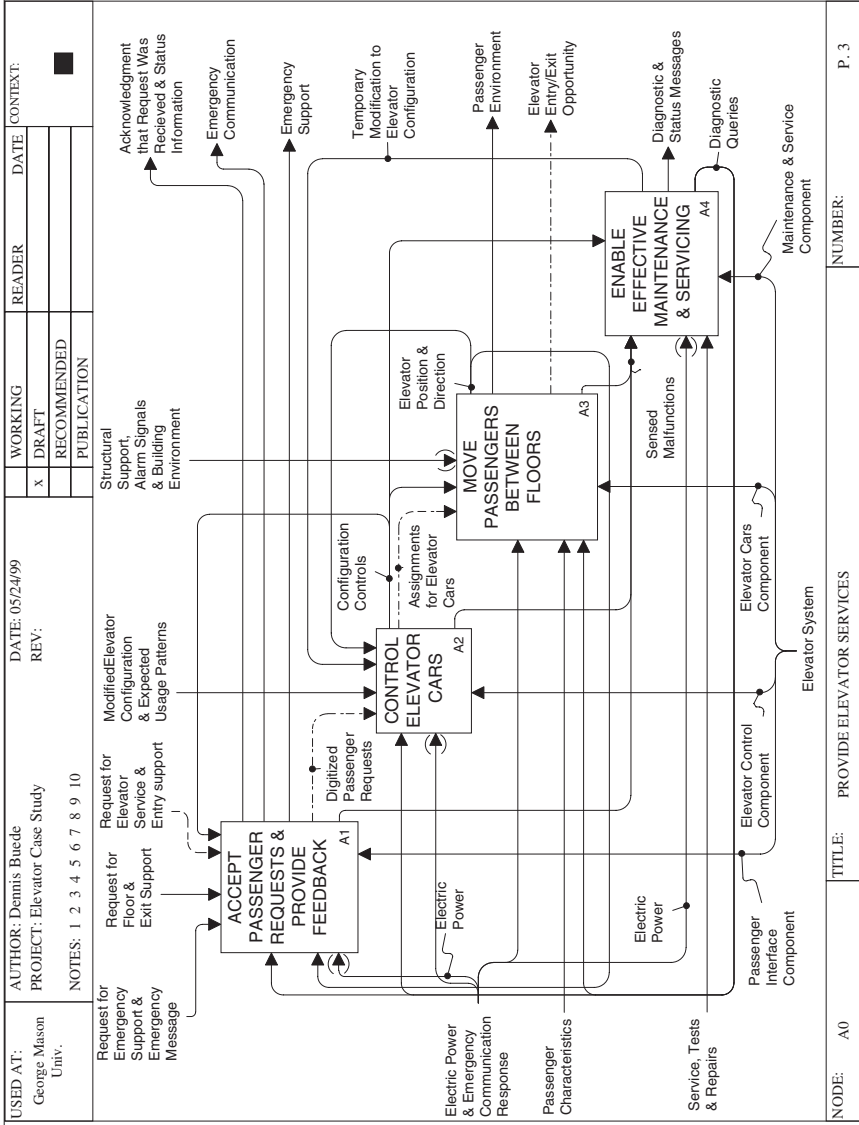 USED AT:
George Mason
Univ.
AUTHOR: Dennis Buede
PROJECT: Elevator Case Study
NOTES: 1 2 3 4 5 6 7 8 9 10
DATE: 05/24/99
REV:
WORKING
x DRAFT
RECOMMENDED
PUBLICATION
READER
DATE
CONTEXT:
Request for
Emergency
Support &
Emergency
Message
Request for
Floor &
Exit Support
Request for
Elevator
Service &
Entry support
ModifiedElevator
Configuration
& Expected
Usage Patterns
Structural
Support,
Alarm Signals
& Building
Environment
Acknowledgment
that Request Was
Recieved & Status
Information
Emergency
Communication
Emergency
Support
Temporary
Modification to
Elevator
Configuration
Passenger
Environment
Elevator
Entry/Exit
Opportunity
Diagnostic &
Status Messages
Diagnostic
Queries
ACCEPT
PASSENGER
REQUESTS &
PROVIDE
FEEDBACK
A1
Digitized
Passenger
Requests
CONTROL
ELEVATOR
CARS
A2
Configuration
Controls
Assignments
for Elevator
Cars
MOVE
PASSENGERS
BETWEEN
FLOORS
A3
Elevator
Position &
Direction
Sensed
Malfunctions
ENABLE
EFFECTIVE
MAINTENANCE
& SERVICING
A4
Electric
Power
Electric Power
& Emergency
Communication
Response
Passenger
Characteristics
Electric
Power
Service, Tests
& Repairs
Passenger
Interface
Component
Elevator Control
Component
Elevator Cars
Component
Maintenance & Service
Component
Elevator System
NODE: A0
TITLE: PROVIDE ELEVATOR SERVICES
NUMBER:
P. 3